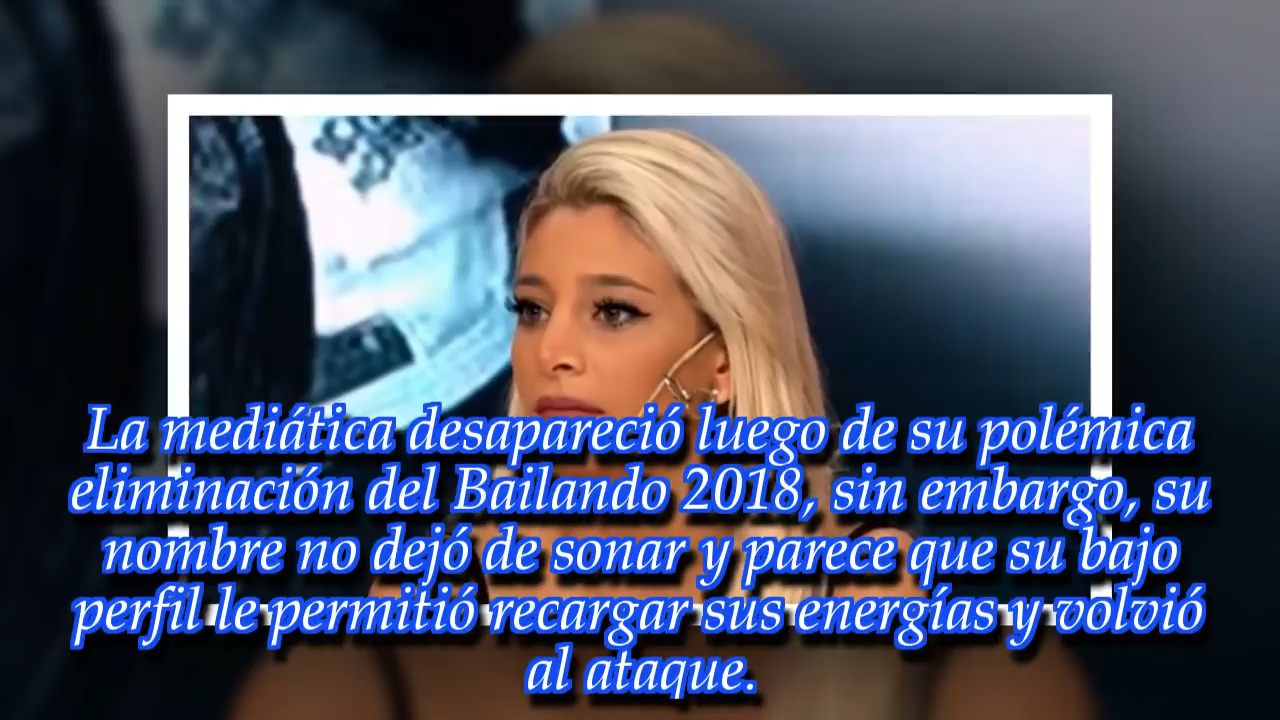 La mediática desapareció luego de su polémica
eliminación del Bailando 2018, sin embargo, su
nombre no dejó de sonar y parece que su bajo
perfil le permitió recargar sus energías y volvió
al ataque.